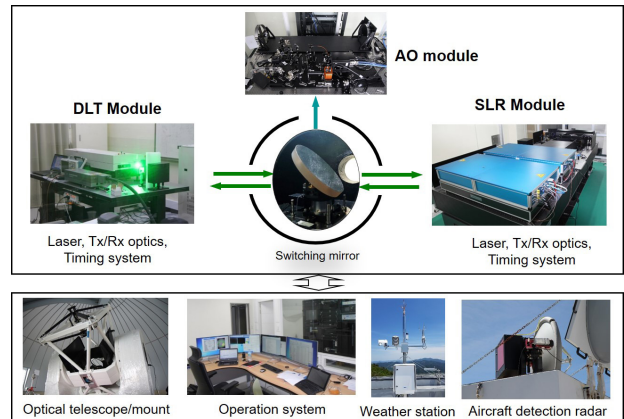 AO module
DLT Module
SLR Module
Laser, Tx/Rx optics,
Timing system
Switching mirror
Laser, Tx/Rx optics,
Timing system
Optical telescope/mount
Operation system
Weather station
Aircraft detection radar